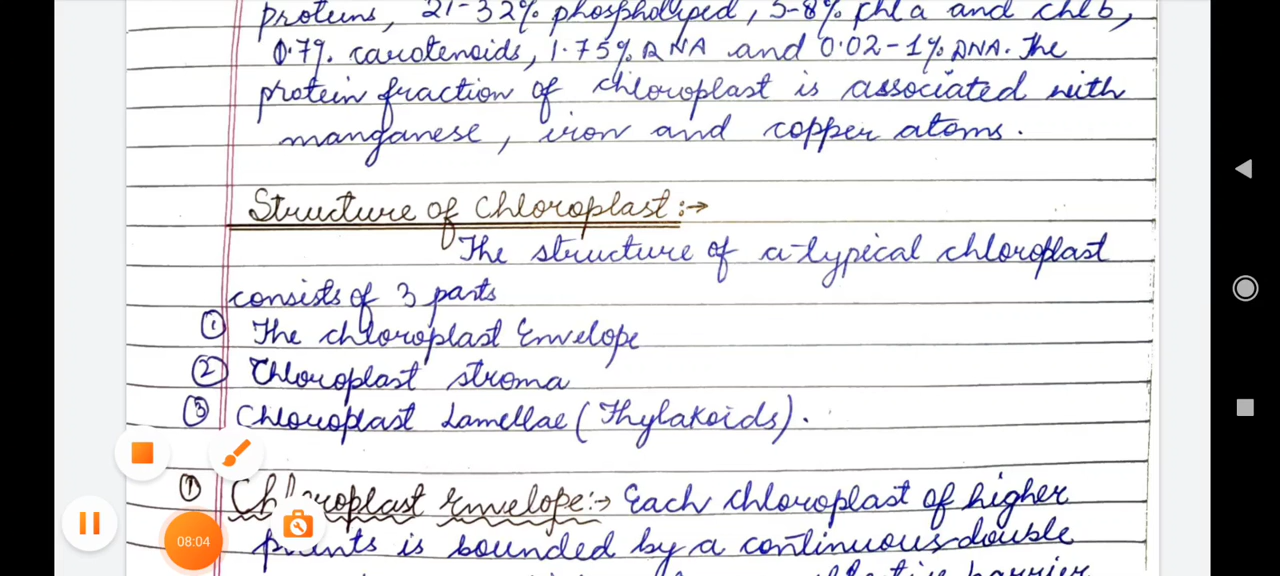 proteins, 21-32% phospholiped, 5-8% chl a and chl b,
0.7%. carotenoids, 1.75% RNA and 0.02-1% DNA. The
protein fraction of chloroplast is associated with
manganese, iron and copper atoms.
Structure of Chloroplast:→
The structure of a typical chloroplast
consists of 3 parts
① The chloroplast Envelope
② Chloroplast stroma
③ Chloroplast Lamellae (Thylakoids).
① Chloroplast Envelope:→ Each chloroplast of higher
plants is bounded by a continuous double
barrier
08:04